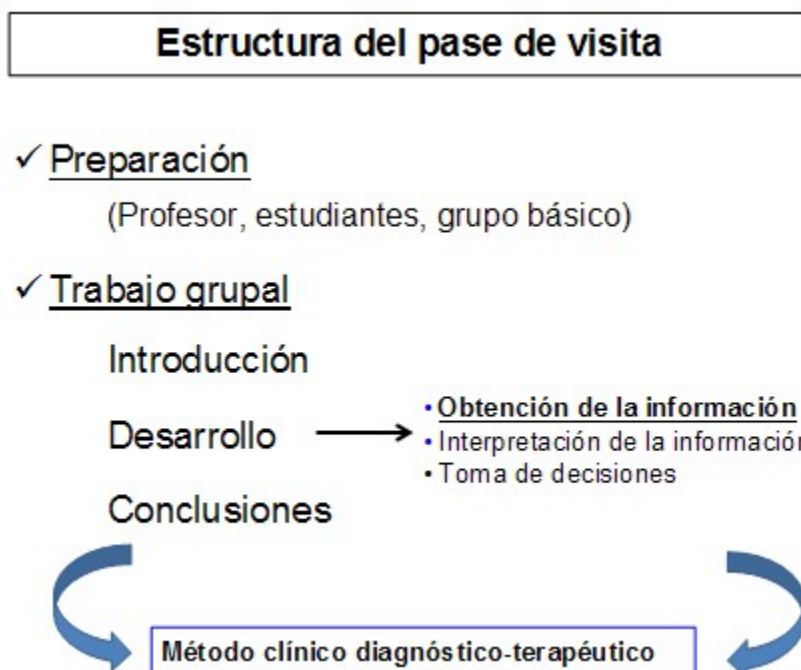 Estructura del pase de visita
✓ Preparación
(Profesor, estudiantes, grupo básico)
✓ Trabajo grupal
Introducción
Desarrollo
• Obtención de la información
• Interpretación de la información
• Toma de decisiones
Conclusiones
Método clínico diagnóstico-terapéutico